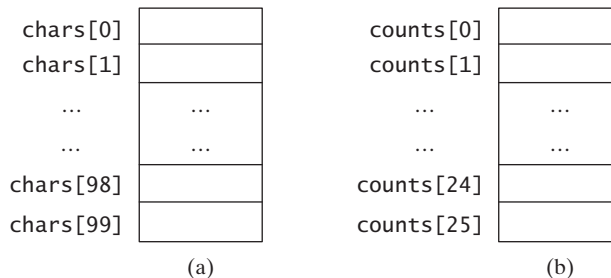 chars[0] counts[0]
chars[1] counts[1]
... ... ... ...
... ... ... ...
chars[98] counts[24]
chars[99] counts[25]
(a) (b)